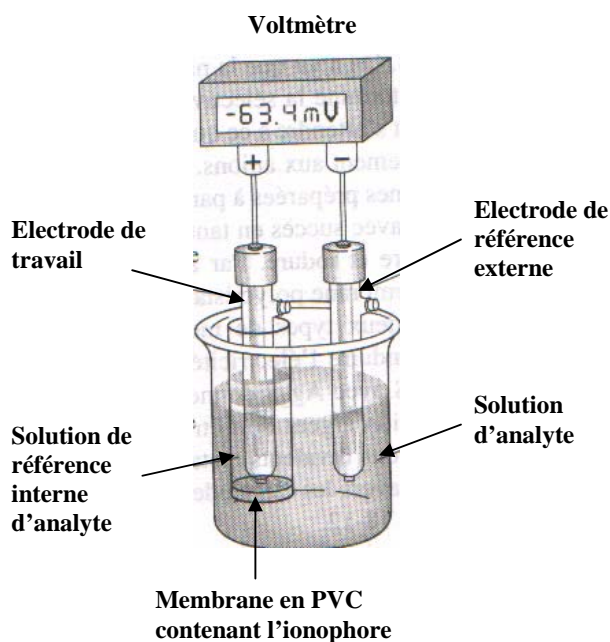 Voltmètre
-63.4mV
+
−
Electrode de
travail
Electrode de
référence
externe
Solution de
référence
interne
d'analyte
Solution
d'analyte
Membrane en PVC
contenant l'ionophore